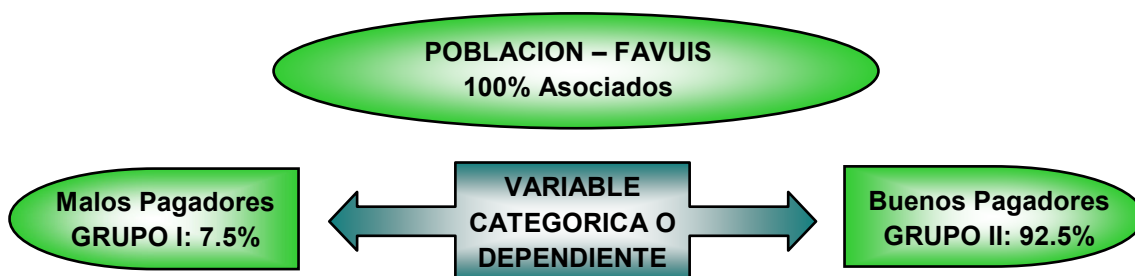 POBLACION – FAVUIS
100% Asociados
Malos Pagadores
GRUPO I: 7.5%
VARIABLE
CATEGORICA O
DEPENDIENTE
Buenos Pagadores
GRUPO II: 92.5%